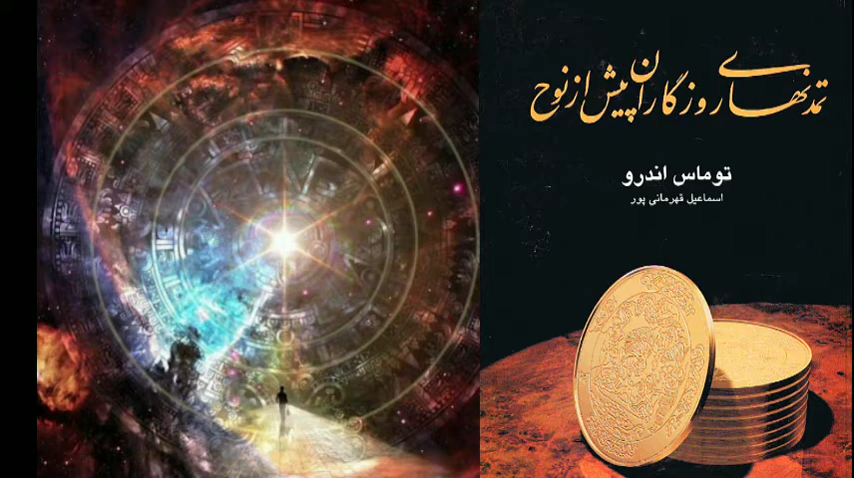 تمدنهای روزگاران پیش از نوح
توماس اندرو
اسماعیل قهرمانی پور